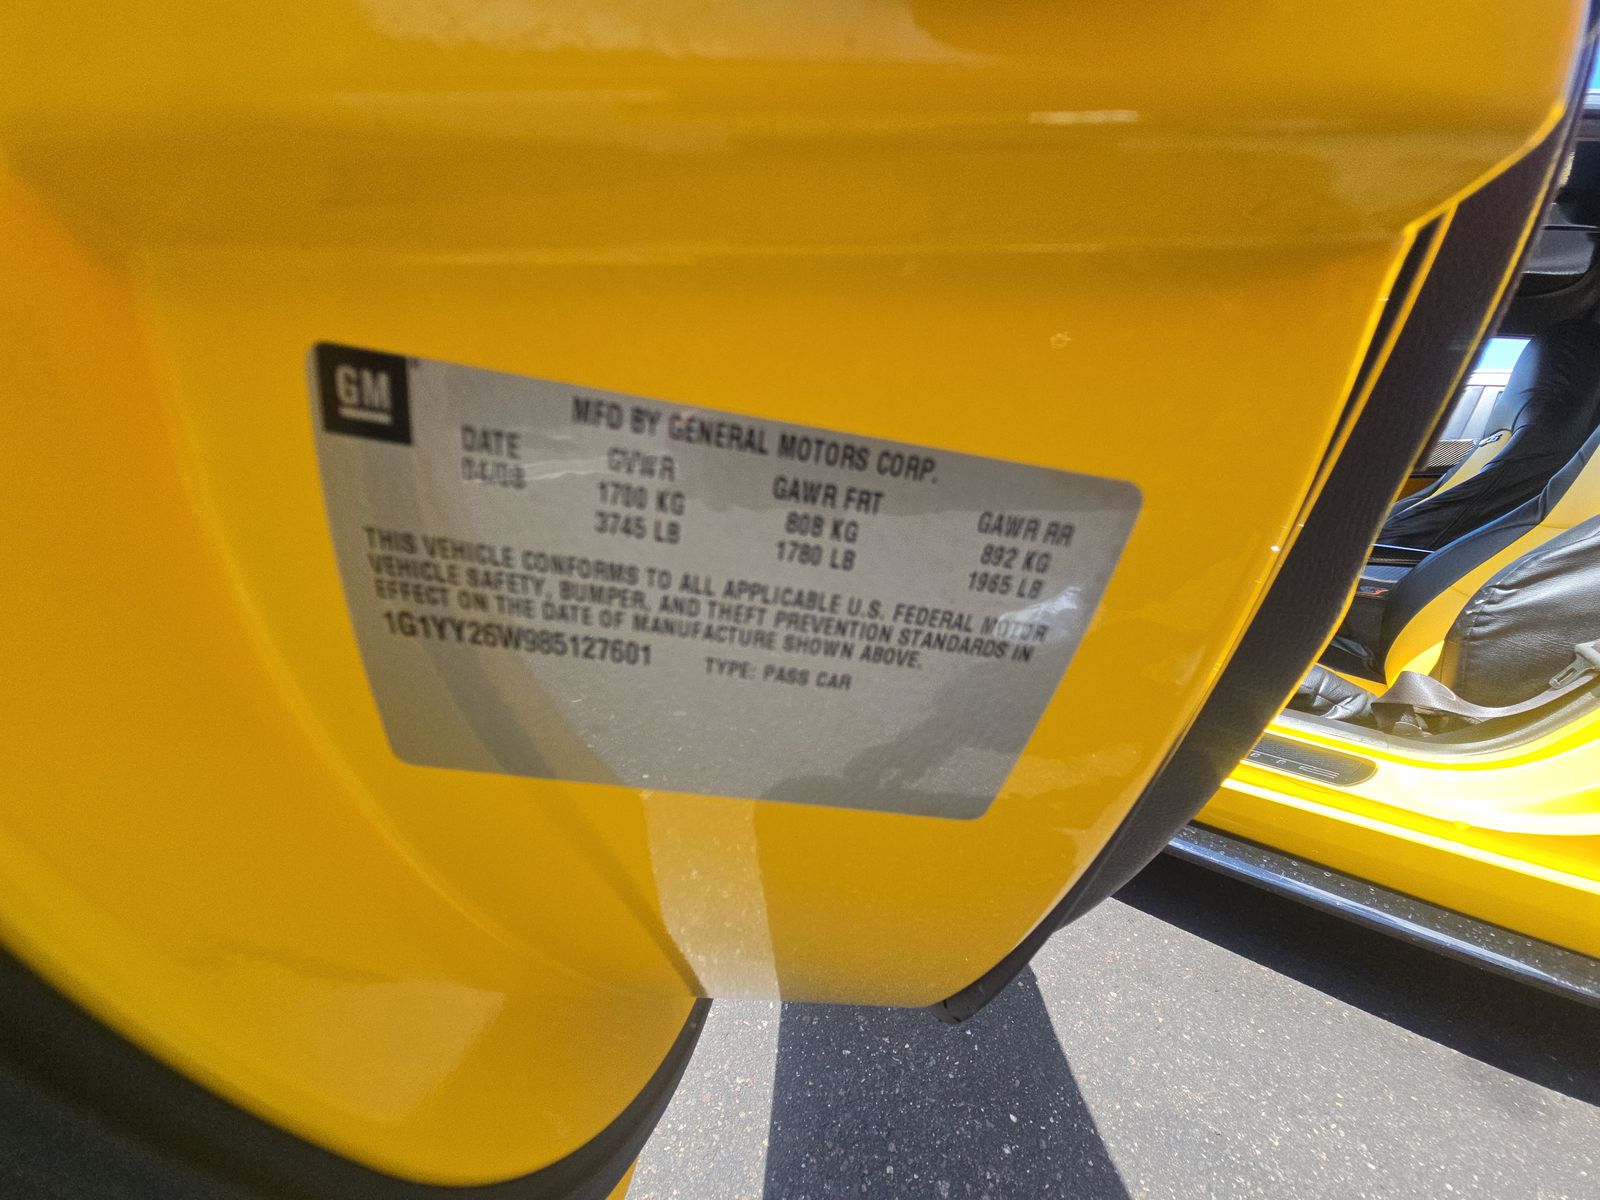 GM
MFD BY GENERAL MOTORS CORP.
DATE GVWR GAWR FRT GAWR RR
04/08 1700 KG 808 KG 892 KG
3745 LB 1780 LB 1965 LB
THIS VEHICLE CONFORMS TO ALL APPLICABLE U.S. FEDERAL MOTOR
VEHICLE SAFETY, BUMPER, AND THEFT PREVENTION STANDARDS IN
EFFECT ON THE DATE OF MANUFACTURE SHOWN ABOVE.
1G1YY26W985127601 TYPE: PASS CAR